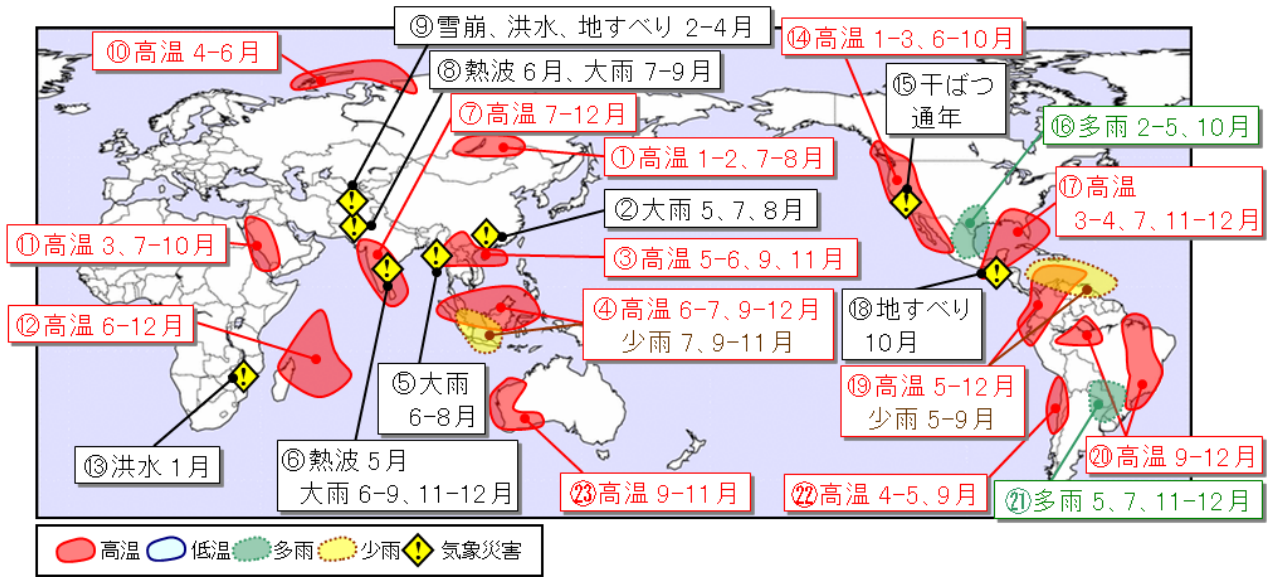 ⑨雪崩、洪水、地すべり 2-4月
⑩高温 4-6月
⑧熱波 6月、大雨 7-9月
⑭高温 1-3、6-10月
⑮干ばつ
通年
⑦高温 7-12月
⑯多雨 2-5、10月
①高温 1-2、7-8月
⑰高温
3-4、7、11-12月
②大雨 5、7、8月
⑪高温 3、7-10月
③高温 5-6、9、11月
⑫高温 6-12月
④高温 6-7、9-12月
少雨 7、9-11月
⑱地すべり
10月
⑤大雨
6-8月
⑲高温 5-12月
少雨 5-9月
⑬洪水 1月
⑥熱波 5月
大雨 6-9、11-12月
㉓高温 9-11月
㉒高温 4-5、9月
⑳高温 9-12月
㉑多雨 5、7、11-12月
高温 低温 多雨 少雨 気象災害